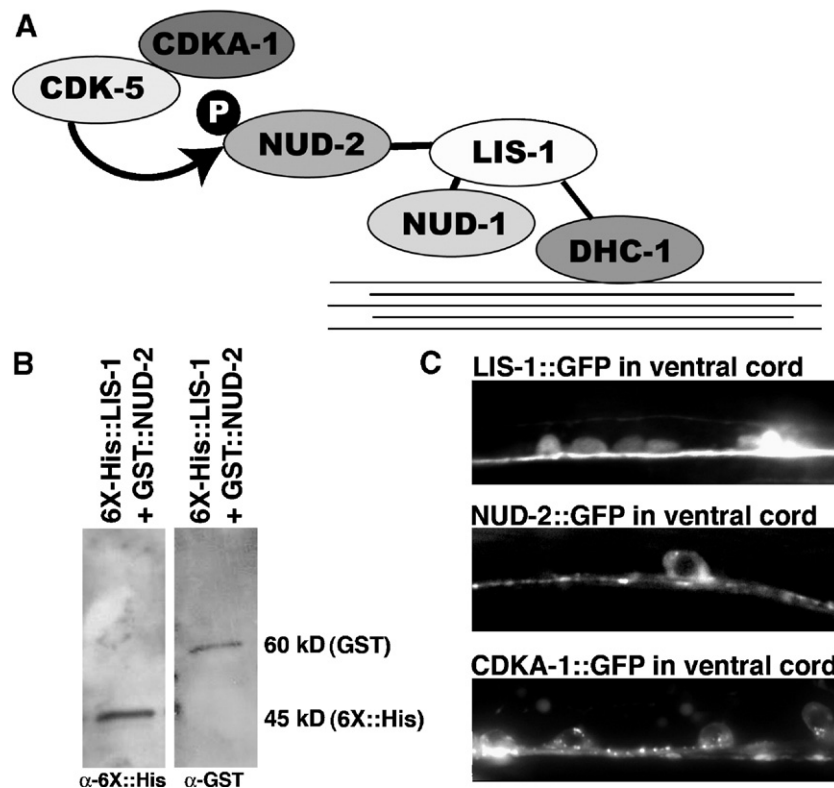 A
CDKA-1
CDK-5
P
NUD-2
LIS-1
NUD-1
DHC-1
B
6X-His::LIS-1
+ GST::NUD-2
6X-His::LIS-1
+ GST::NUD-2
60 kD (GST)
45 kD (6X::His)
α-6X::His
α-GST
C
LIS-1::GFP in ventral cord
NUD-2::GFP in ventral cord
CDKA-1::GFP in ventral cord